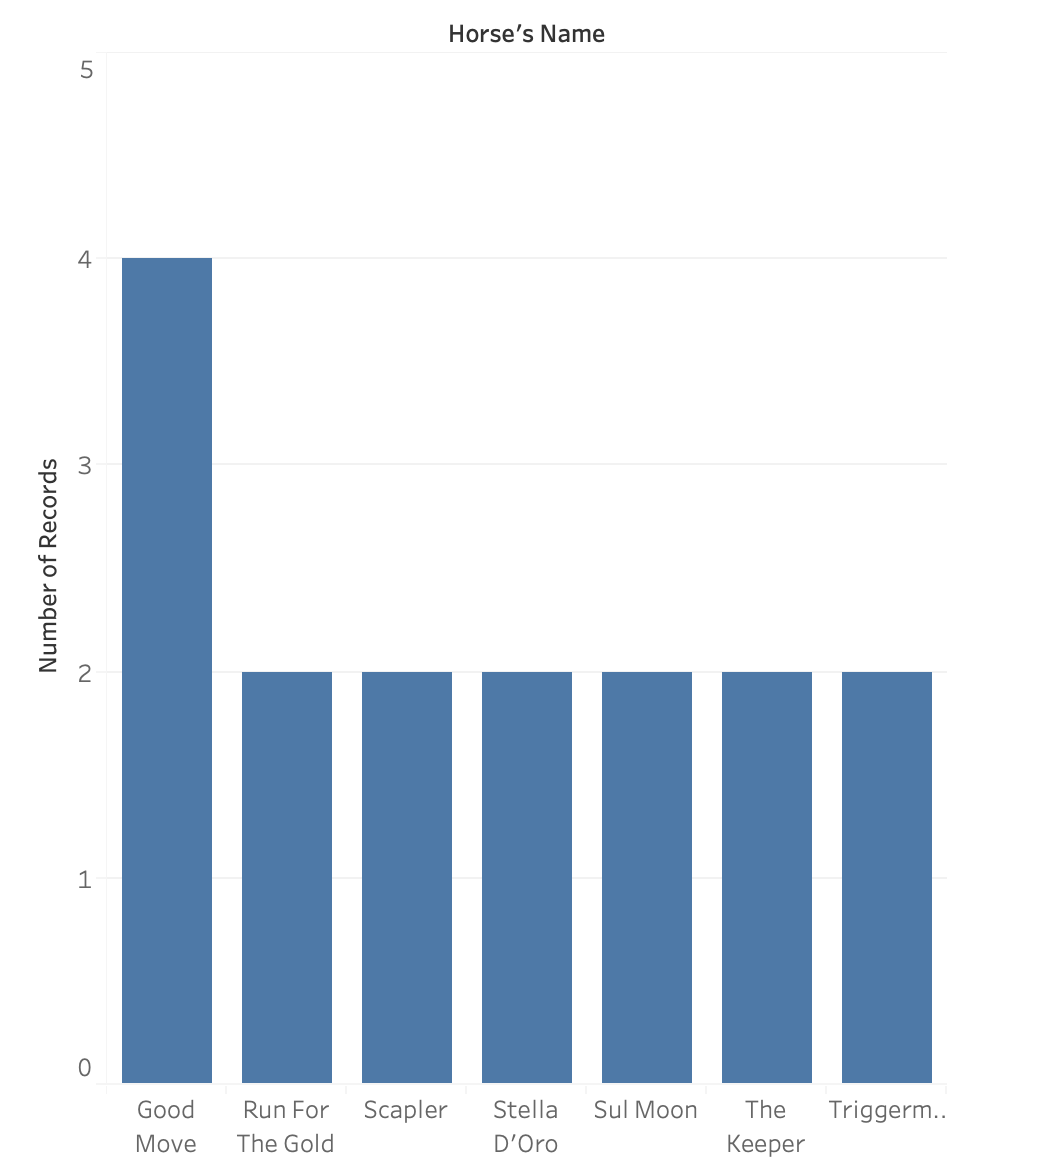 Horse’s Name
5
4
3
2
1
0
Number of Records
Good Move
Run For The Gold
Scapler
Stella D’Oro
Sul Moon
The Keeper
Triggerm..